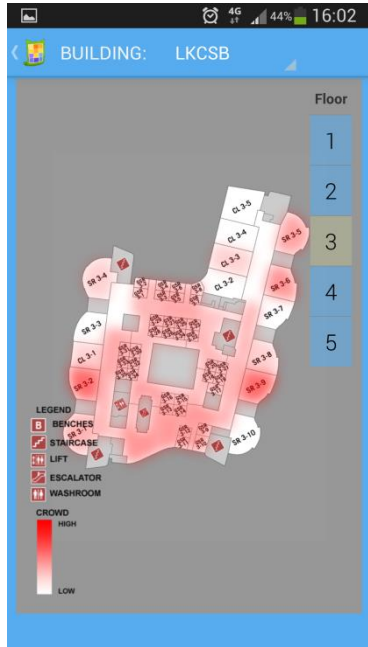 4G 44% 16:02
BUILDING: LKCSB
Floor
1
2
3
4
5
CL 3-5
CL 3-4
SR 3-5
CL 3-3
SR 3-4
CL 3-2
SR 3-6
SR 3-7
SR 3-3
CL 3-1
SR 3-8
SR 3-2
SR 3-9
SR 3-1
SR 3-10
LEGEND
B BENCHES
STAIRCASE
LIFT
ESCALATOR
WASHROOM
CROWD
HIGH
LOW